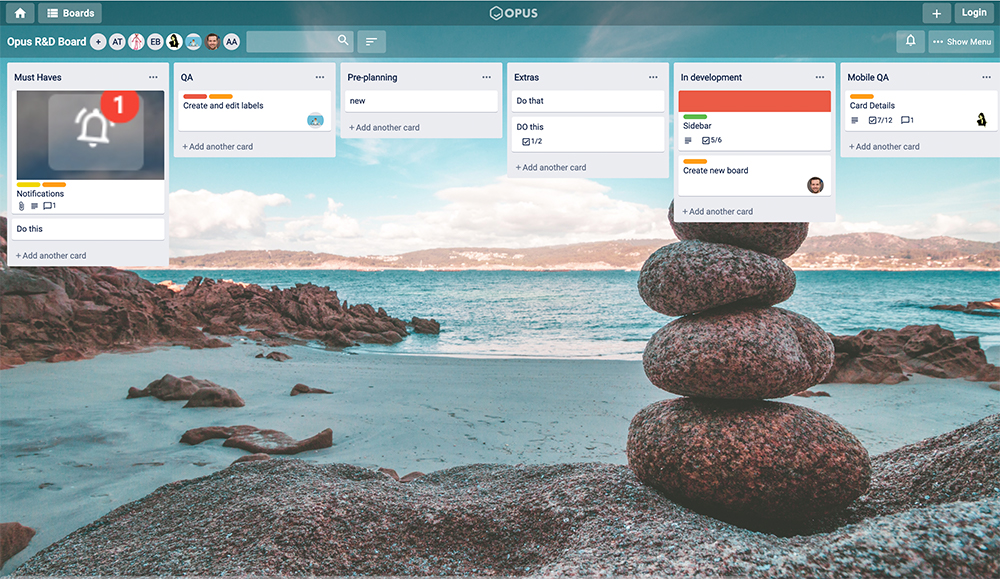 Boards
OPUS
+
Login
Opus R&D Board
+
AT
EB
AA
Show Menu
Must Haves
1
Notifications
1
Do this
+ Add another card
QA
Create and edit labels
+ Add another card
Pre-planning
new
+ Add another card
Extras
Do that
DO this
1/2
+ Add another card
In development
Sidebar
5/6
Create new board
+ Add another card
Mobile QA
Card Details
7/12 1
+ Add another card